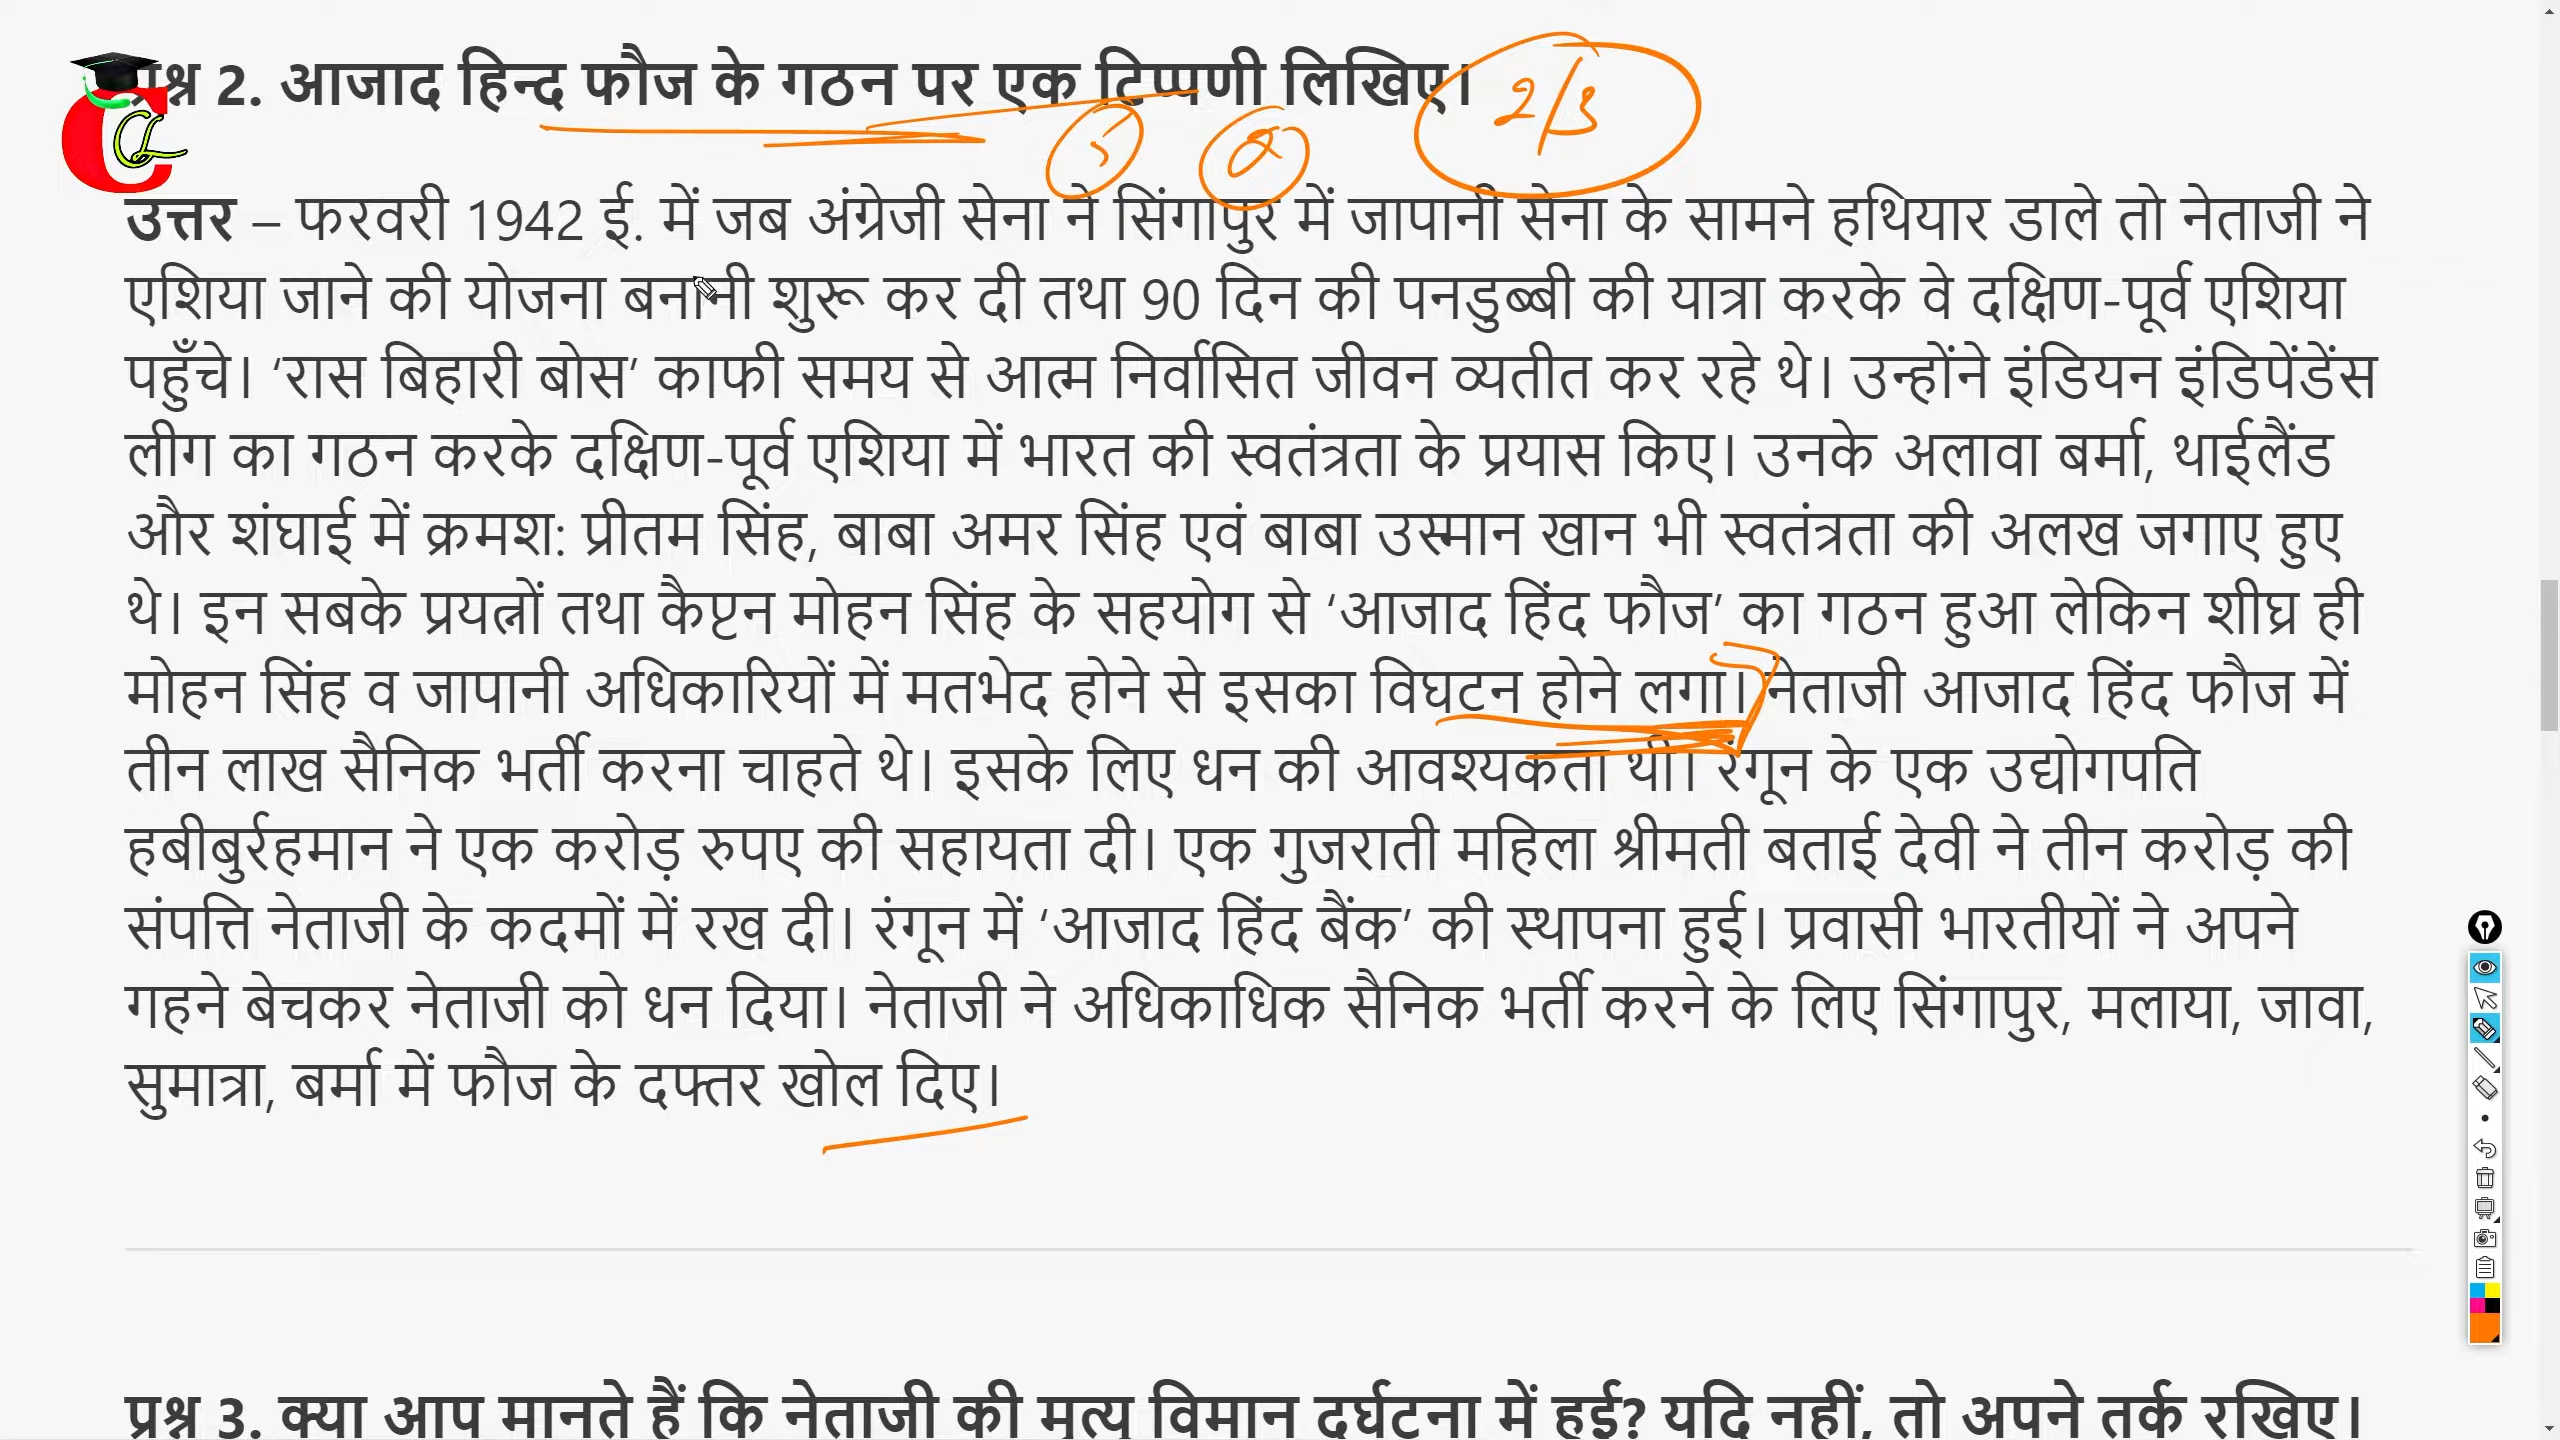 प्रश्न 2. आजाद हिन्द फौज के गठन पर एक टिप्पणी लिखिए। 2/3
5
उत्तर – फरवरी 1942 ई. में जब अंग्रेजी सेना ने सिंगापुर में जापानी सेना के सामने हथियार डाले तो नेताजी ने
एशिया जाने की योजना बनानी शुरू कर दी तथा 90 दिन की पनडुब्बी की यात्रा करके वे दक्षिण-पूर्व एशिया
पहुँचे। ‘रास बिहारी बोस’ काफी समय से आत्म निर्वासित जीवन व्यतीत कर रहे थे। उन्होंने इंडियन इंडिपेंडेंस
लीग का गठन करके दक्षिण-पूर्व एशिया में भारत की स्वतंत्रता के प्रयास किए। उनके अलावा बर्मा, थाईलैंड
और शंघाई में क्रमश: प्रीतम सिंह, बाबा अमर सिंह एवं बाबा उस्मान खान भी स्वतंत्रता की अलख जगाए हुए
थे। इन सबके प्रयत्नों तथा कैप्टन मोहन सिंह के सहयोग से ‘आजाद हिंद फौज’ का गठन हुआ लेकिन शीघ्र ही
मोहन सिंह व जापानी अधिकारियों में मतभेद होने से इसका विघटन होने लगा। नेताजी आजाद हिंद फौज में
तीन लाख सैनिक भर्ती करना चाहते थे। इसके लिए धन की आवश्यकता थी। रंगून के एक उद्योगपति
हबीबुर्रहमान ने एक करोड़ रुपए की सहायता दी। एक गुजराती महिला श्रीमती बताई देवी ने तीन करोड़ की
संपत्ति नेताजी के कदमों में रख दी। रंगून में ‘आजाद हिंद बैंक’ की स्थापना हुई। प्रवासी भारतीयों ने अपने
गहने बेचकर नेताजी को धन दिया। नेताजी ने अधिकाधिक सैनिक भर्ती करने के लिए सिंगापुर, मलाया, जावा,
सुमात्रा, बर्मा में फौज के दफ्तर खोल दिए।
प्रश्न 3. क्या आप मानते हैं कि नेताजी की मृत्यु विमान दुर्घटना में हुई? यदि नहीं, तो अपने तर्क रखिए।